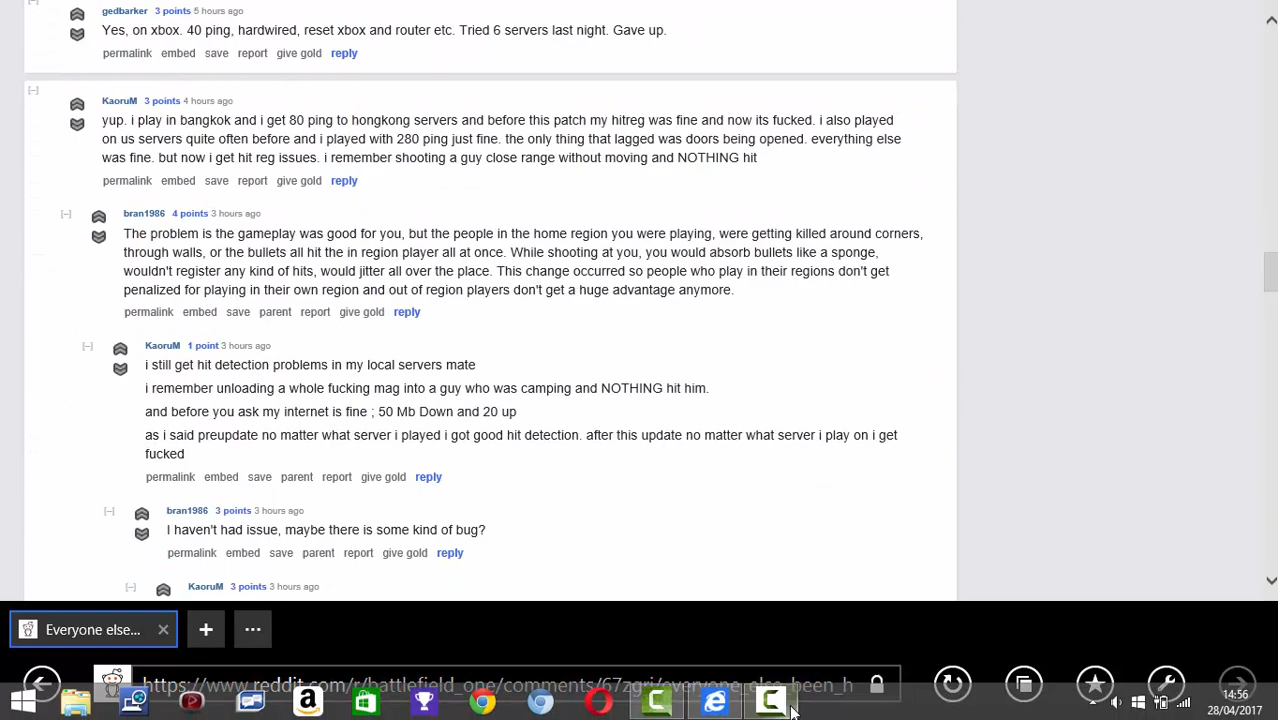 [–]
gedbarker 3 points 5 hours ago
Yes, on xbox. 40 ping, hardwired, reset xbox and router etc. Tried 6 servers last night. Gave up.
permalink embed save report give gold reply
[–] KaoruM 3 points 4 hours ago
yup. i play in bangkok and i get 80 ping to hongkong servers and before this patch my hitreg was fine and now its fucked. i also played
on us servers quite often before and i played with 280 ping just fine. the only thing that lagged was doors being opened. everything else
was fine. but now i get hit reg issues. i remember shooting a guy close range without moving and NOTHING hit
permalink embed save report give gold reply
[–] bran1986 4 points 3 hours ago
The problem is the gameplay was good for you, but the people in the home region you were playing, were getting killed around corners,
through walls, or the bullets all hit the in region player all at once. While shooting at you, you would absorb bullets like a sponge,
wouldn't register any kind of hits, would jitter all over the place. This change occurred so people who play in their regions don't get
penalized for playing in their own region and out of region players don't get a huge advantage anymore.
permalink embed save parent report give gold reply
[–] KaoruM 1 point 3 hours ago
i still get hit detection problems in my local servers mate
i remember unloading a whole fucking mag into a guy who was camping and NOTHING hit him.
and before you ask my internet is fine ; 50 Mb Down and 20 up
as i said preupdate no matter what server i played i got good hit detection. after this update no matter what server i play on i get
fucked
permalink embed save parent report give gold reply
[–] bran1986 3 points 3 hours ago
I haven't had issue, maybe there is some kind of bug?
permalink embed save parent report give gold reply
[–] KaoruM 3 points 3 hours ago
Everyone else...
https://www.reddit.com/r/battlefield_one/comments/67zgri/everyone_else_been_h
14:56
28/04/2017